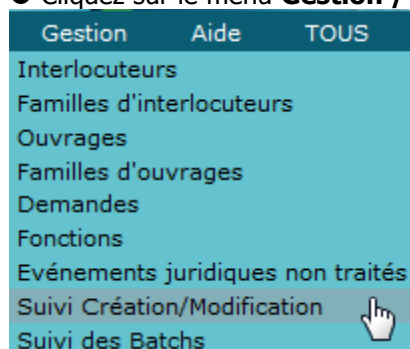 ● Cliquez sur le menu Gestion /
Gestion Aide TOUS
Interlocuteurs
Familles d'interlocuteurs
Ouvrages
Familles d'ouvrages
Demandes
Fonctions
Evénements juridiques non traités
Suivi Création/Modification
Suivi des Batchs